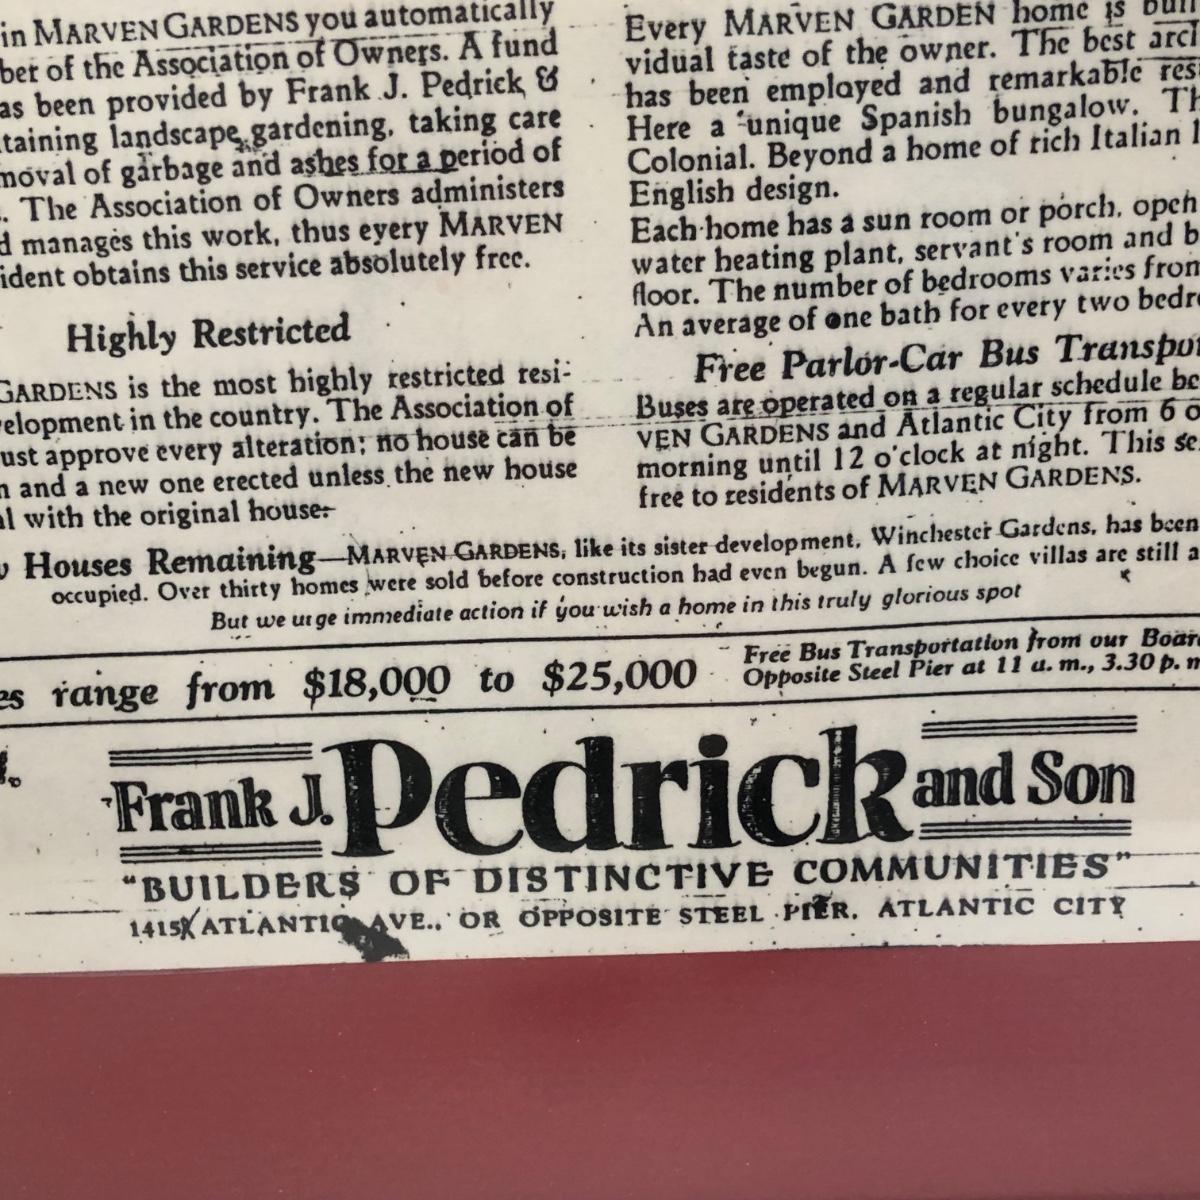 in MARVEN GARDENS you automatically
ber of the Association of Owners. A fund
as been provided by Frank J. Pedrick &
taining landscape gardening, taking care
moval of garbage and ashes for a period of
. The Association of Owners administers
d manages this work, thus every MARVEN
ident obtains this service absolutely free.
Highly Restricted
GARDENS is the most highly restricted resi-
elopment in the country. The Association of
ust approve every alteration; no house can be
n and a new one erected unless the new house
al with the original house.
Every MARVEN GARDEN home is buil
vidual taste of the owner. The best arcl
has been employed and remarkable res
Here a unique Spanish bungalow. Th
Colonial. Beyond a home of rich Italian
English design.
Each home has a sun room or porch, open
water heating plant, servant's room and b
floor. The number of bedrooms varies from
An average of one bath for every two bedr
Free Parlor-Car Bus Transpor
Buses are operated on a regular schedule be
VEN GARDENS and Atlantic City from 6 o
morning until 12 o'clock at night. This se
free to residents of MARVEN GARDENS.
w Houses Remaining—MARVEN GARDENS, like its sister development, Winchester Gardens, has been
occupied. Over thirty homes were sold before construction had even begun. A few choice villas are still a
But we urge immediate action if you wish a home in this truly glorious spot
es range from $18,000 to $25,000
Free Bus Transportation from our Board
Opposite Steel Pier at 11 a. m., 3.30 p. m
Frank J. Pedrick and Son
"BUILDERS OF DISTINCTIVE COMMUNITIES"
1415 ATLANTIC AVE., OR OPPOSITE STEEL PIER, ATLANTIC CITY